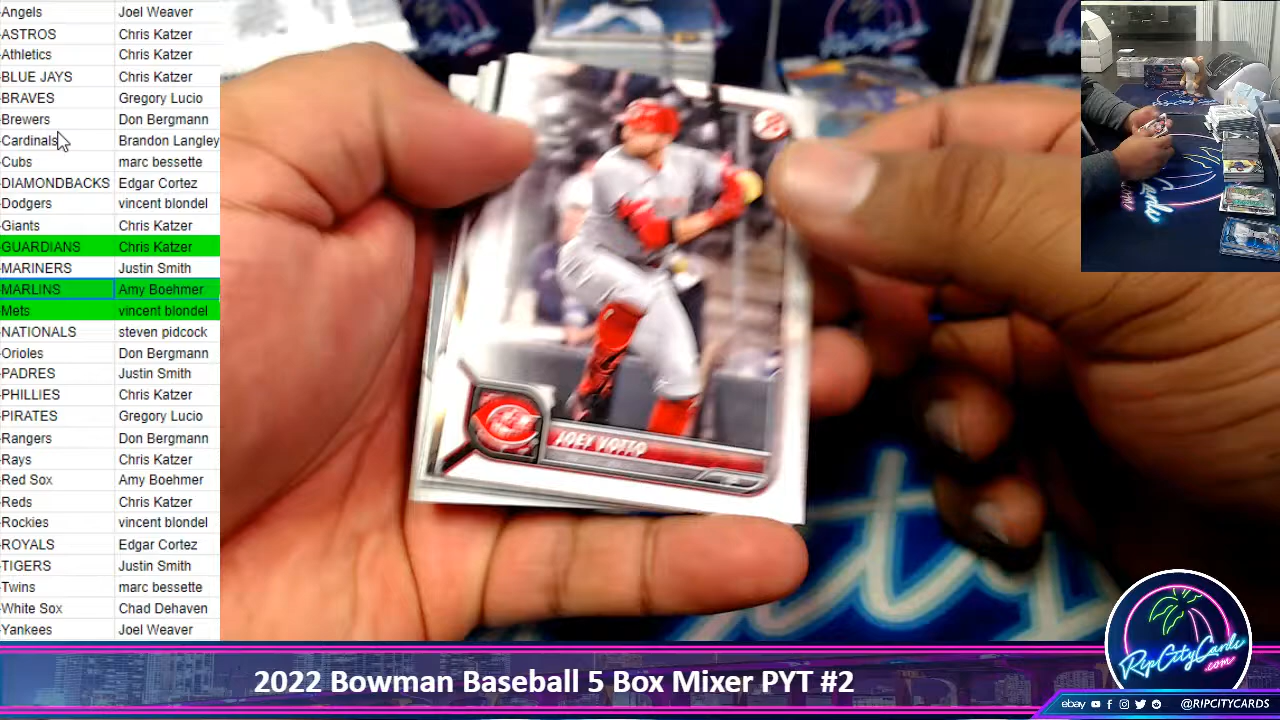 -Angels Joel Weaver
-ASTROS Chris Katzer
-Athletics Chris Katzer
-BLUE JAYS Chris Katzer
-BRAVES Gregory Lucio
-Brewers Don Bergmann
-Cardinals Brandon Langley
-Cubs marc bessette
-DIAMONDBACKS Edgar Cortez
-Dodgers vincent blondel
-Giants Chris Katzer
-GUARDIANS Chris Katzer
-MARINERS Justin Smith
-MARLINS Amy Boehmer
-Mets vincent blondel
-NATIONALS steven pidcock
-Orioles Don Bergmann
-PADRES Justin Smith
-PHILLIES Chris Katzer
-PIRATES Gregory Lucio
-Rangers Don Bergmann
-Rays Chris Katzer
-Red Sox Amy Boehmer
-Reds Chris Katzer
-Rockies vincent blondel
-ROYALS Edgar Cortez
-TIGERS Justin Smith
-Twins marc bessette
-White Sox Chad Dehaven
-Yankees Joel Weaver
JOEY VOTTO
2022 Bowman Baseball 5 Box Mixer PYT #2
RipCityCards
.com
ebay @RIPCITYCARDS